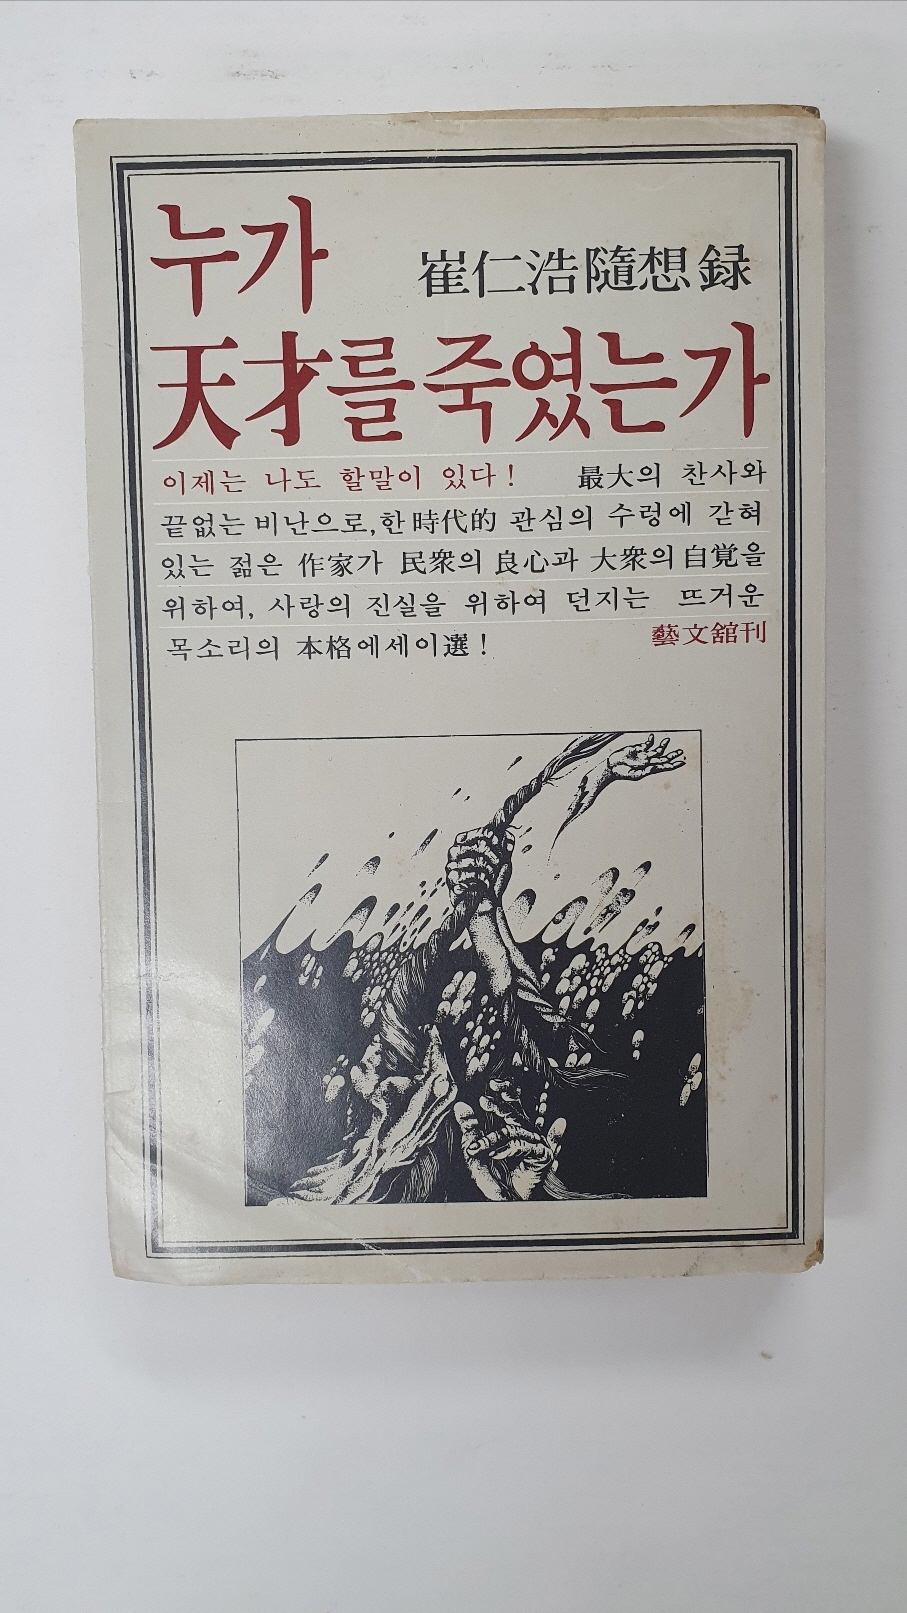 누가
崔仁浩隨想録
天才를 죽였는가
이제는 나도 할말이 있다! 最大의 찬사와
끝없는 비난으로, 한 時代的 관심의 수렁에 갇혀
있는 젊은 作家가 民衆의 良心과 大衆의 自覚을
위하여, 사랑의 진실을 위하여 던지는 뜨거운
목소리의 本格에세이選!
藝文舘刊